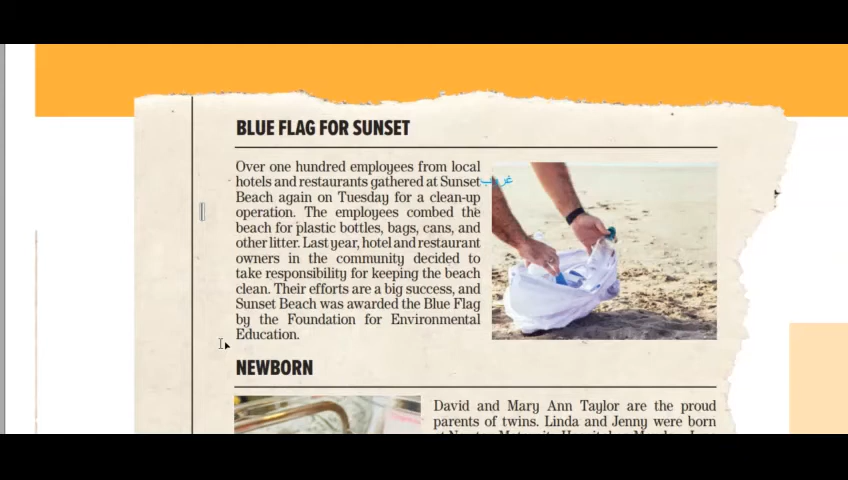 BLUE FLAG FOR SUNSET
Over one hundred employees from local
hotels and restaurants gathered at Sunset
غروب
Beach again on Tuesday for a clean-up
operation. The employees combed the
beach for plastic bottles, bags, cans, and
other litter. Last year, hotel and restaurant
owners in the community decided to
take responsibility for keeping the beach
clean. Their efforts are a big success, and
Sunset Beach was awarded the Blue Flag
by the Foundation for Environmental
Education.
NEWBORN
David and Mary Ann Taylor are the proud
parents of twins. Linda and Jenny were born